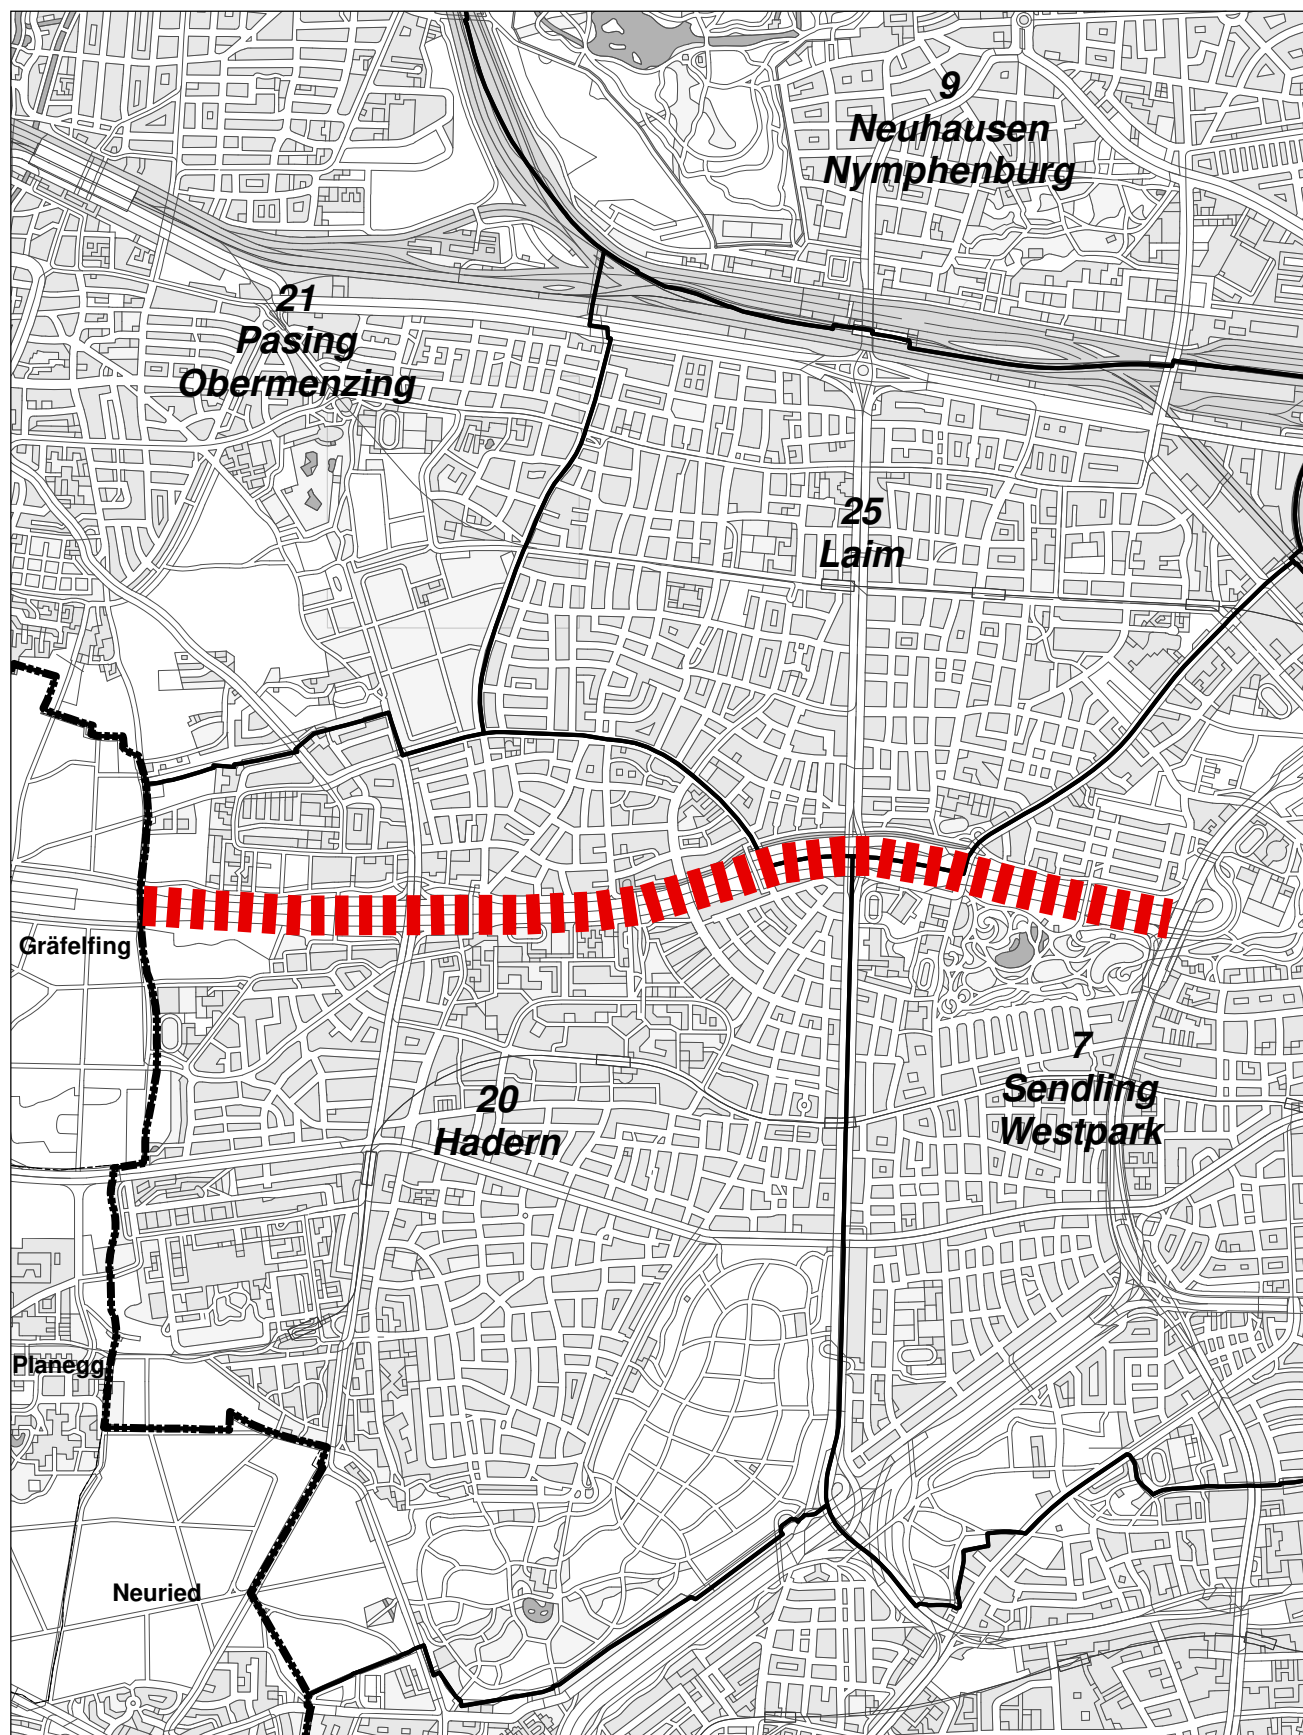 9
Neuhausen
Nymphenburg
21
Pasing
Obermenzing
25
Laim
Gräfelfing
7
Sendling
Westpark
20
Hadern
Planegg
Neuried